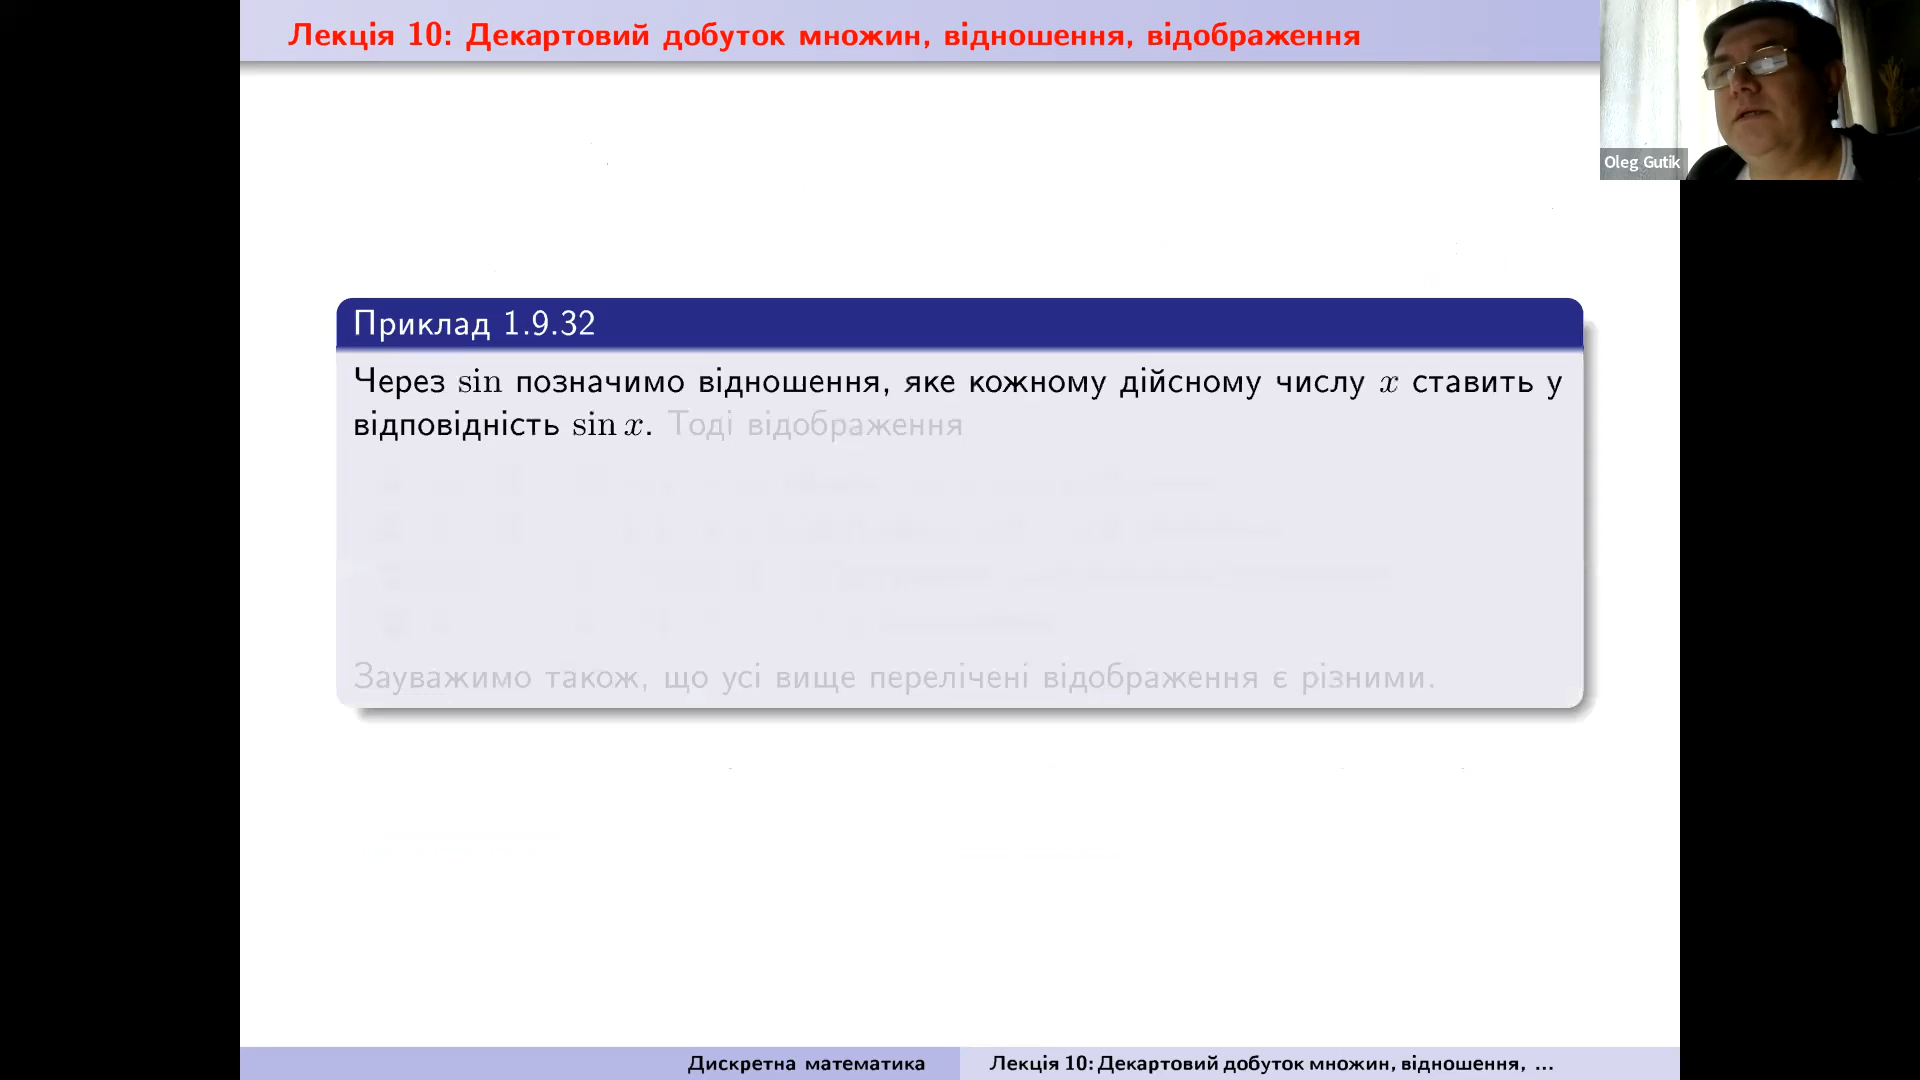 Лекція 10: Декартовий добуток множин, відношення, відображення
Oleg Gutik
Приклад 1.9.32
Через sin позначимо відношення, яке кожному дійсному числу x ставить у
відповідність sin x. Тоді відображення
Зауважимо також, що усі вище перелічені відображення є різними.
Дискретна математика
Лекція 10: Декартовий добуток множин, відношення, ...